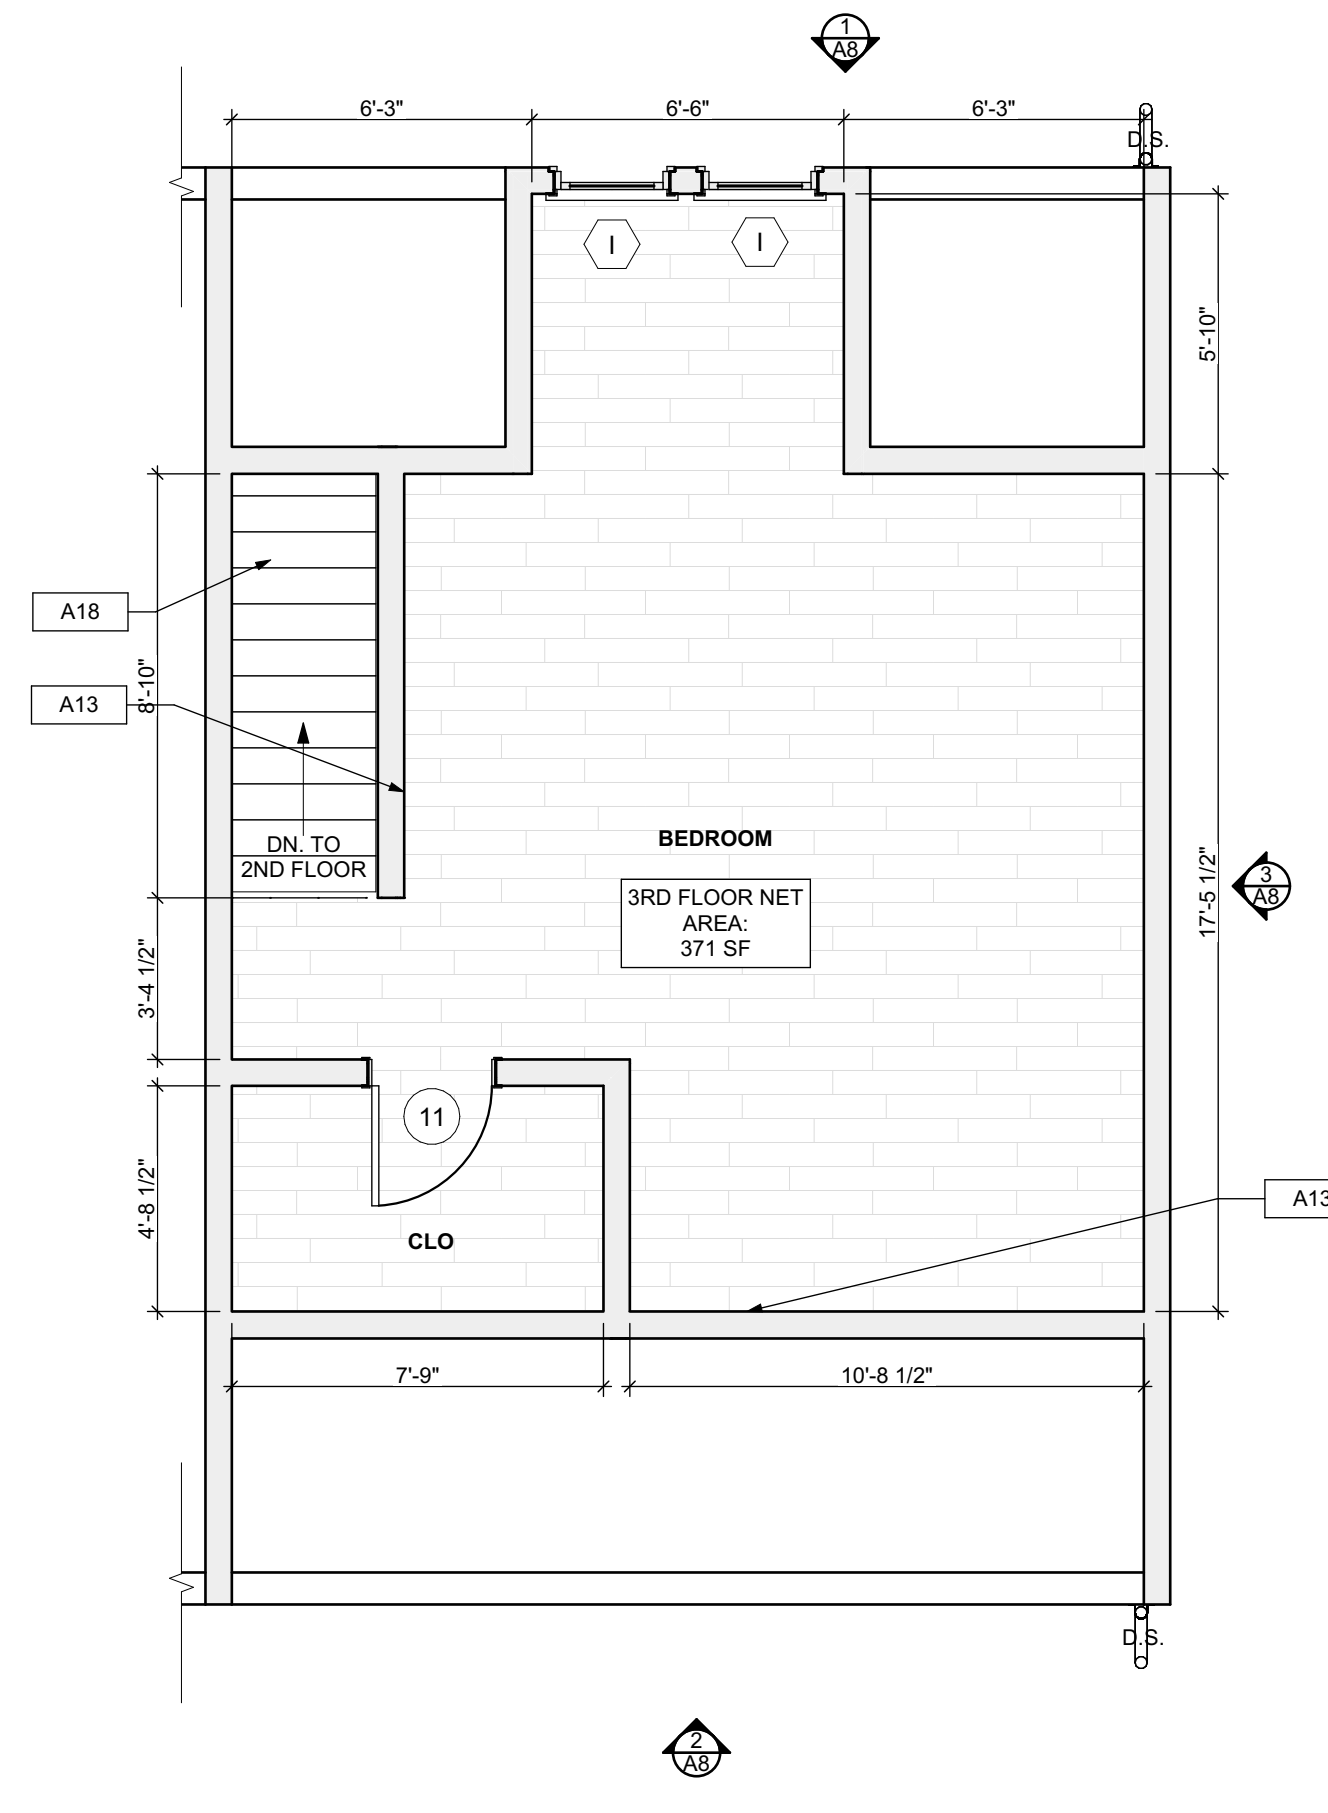 1
A8
6'-3"
6'-6"
6'-3"
D.S.
I
I
5'-10"
A18
8'-10"
A13
DN. TO
2ND FLOOR
BEDROOM
3RD FLOOR NET
AREA:
371 SF
17'-5 1/2"
3
A8
3'-4 1/2"
11
4'-8 1/2"
A13
CLO
7'-9"
10'-8 1/2"
D.S.
2
A8